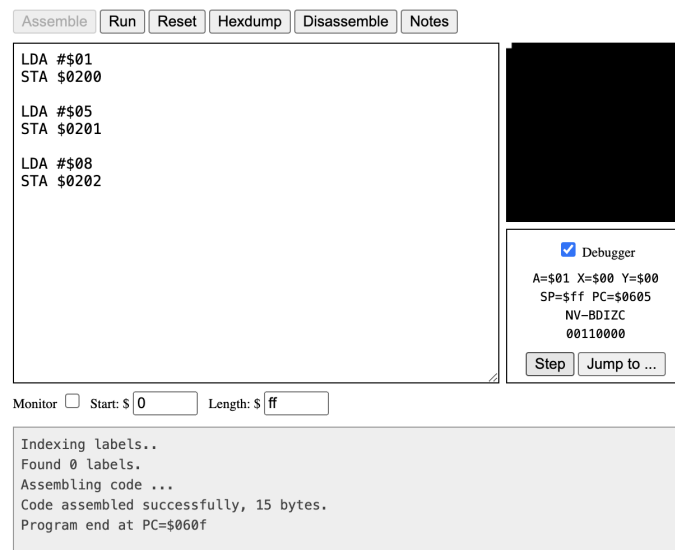 Assemble Run Reset Hexdump Disassemble Notes
LDA #$01
STA $0200
LDA #$05
STA $0201
LDA #$08
STA $0202
Debugger
A=$01 X=$00 Y=$00
SP=$ff PC=$0605
NV-BDIZC
00110000
Step Jump to ...
Monitor Start: $ 0 Length: $ ff
Indexing labels..
Found 0 labels.
Assembling code ...
Code assembled successfully, 15 bytes.
Program end at PC=$060f